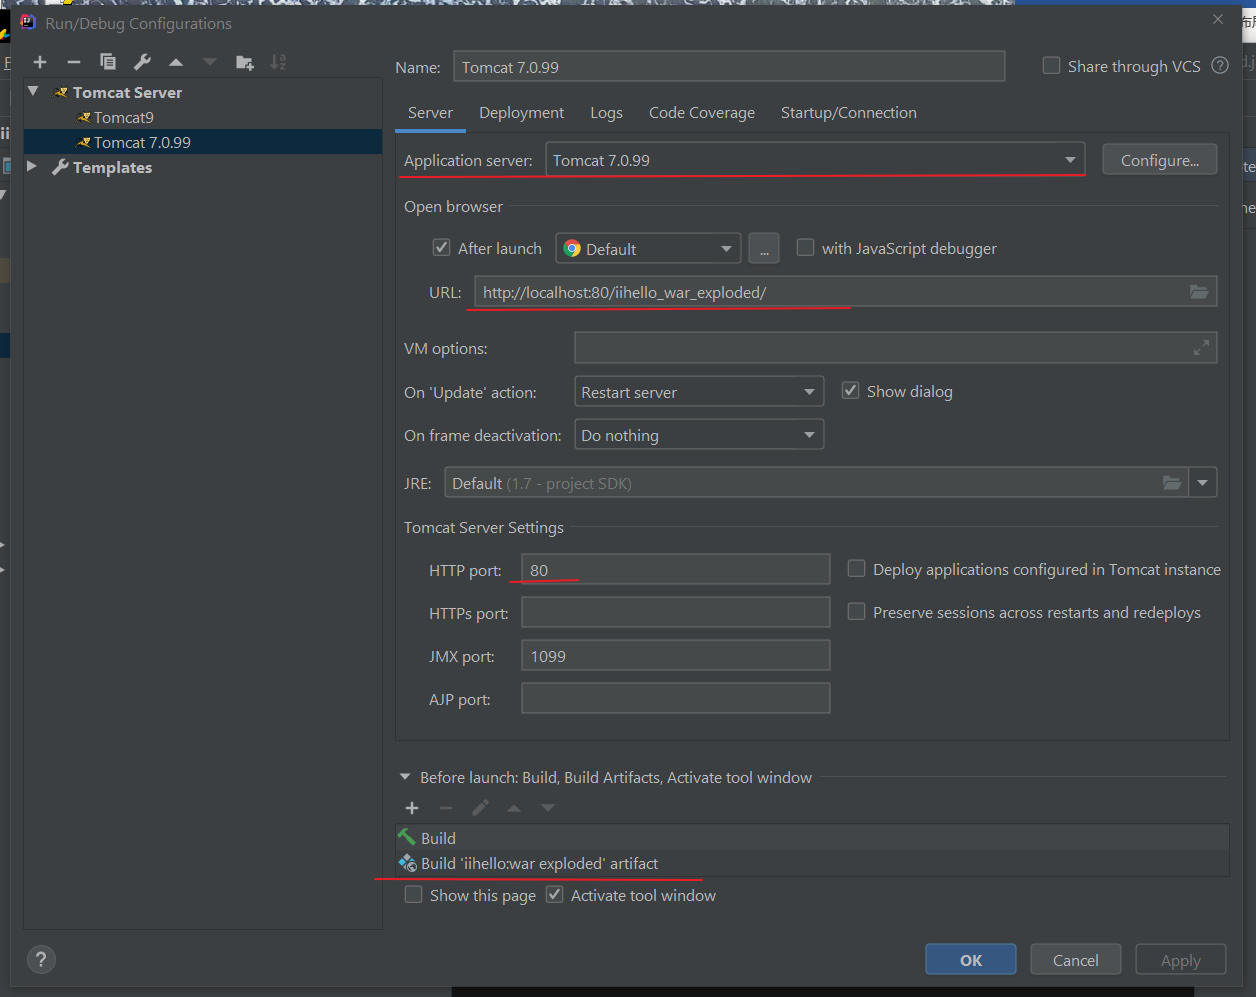 Run/Debug Configurations
Name: Tomcat 7.0.99
Share through VCS
Tomcat Server
Tomcat9
Tomcat 7.0.99
Templates
Server Deployment Logs Code Coverage Startup/Connection
Application server: Tomcat 7.0.99 Configure...
Open browser
After launch Default ... with JavaScript debugger
URL: http://localhost:80/iihello_war_exploded/
VM options:
On 'Update' action: Restart server Show dialog
On frame deactivation: Do nothing
JRE: Default (1.7 - project SDK)
Tomcat Server Settings
HTTP port: 80 Deploy applications configured in Tomcat instance
HTTPs port: Preserve sessions across restarts and redeploys
JMX port: 1099
AJP port:
Before launch: Build, Build Artifacts, Activate tool window
Build
Build 'iihello:war exploded' artifact
Show this page Activate tool window
? OK Cancel Apply